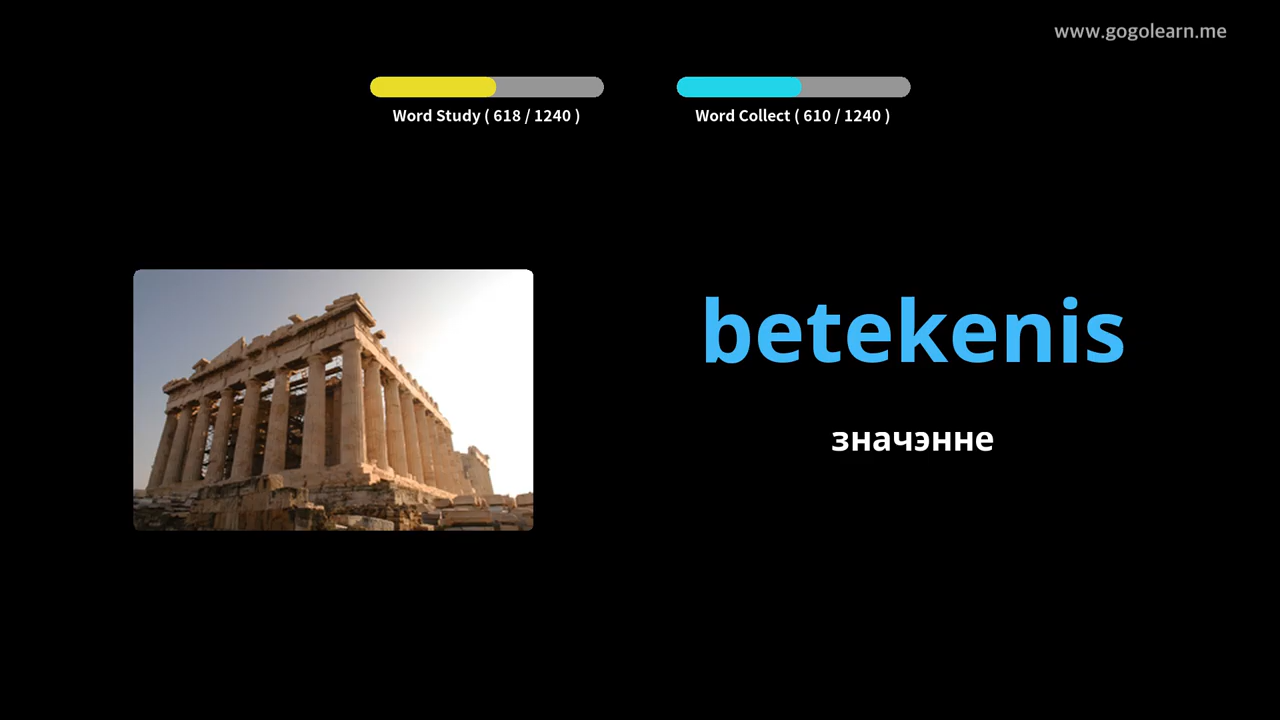 www.gogolearn.me
Word Study ( 618 / 1240 )
Word Collect ( 610 / 1240 )
betekenis
значэнне